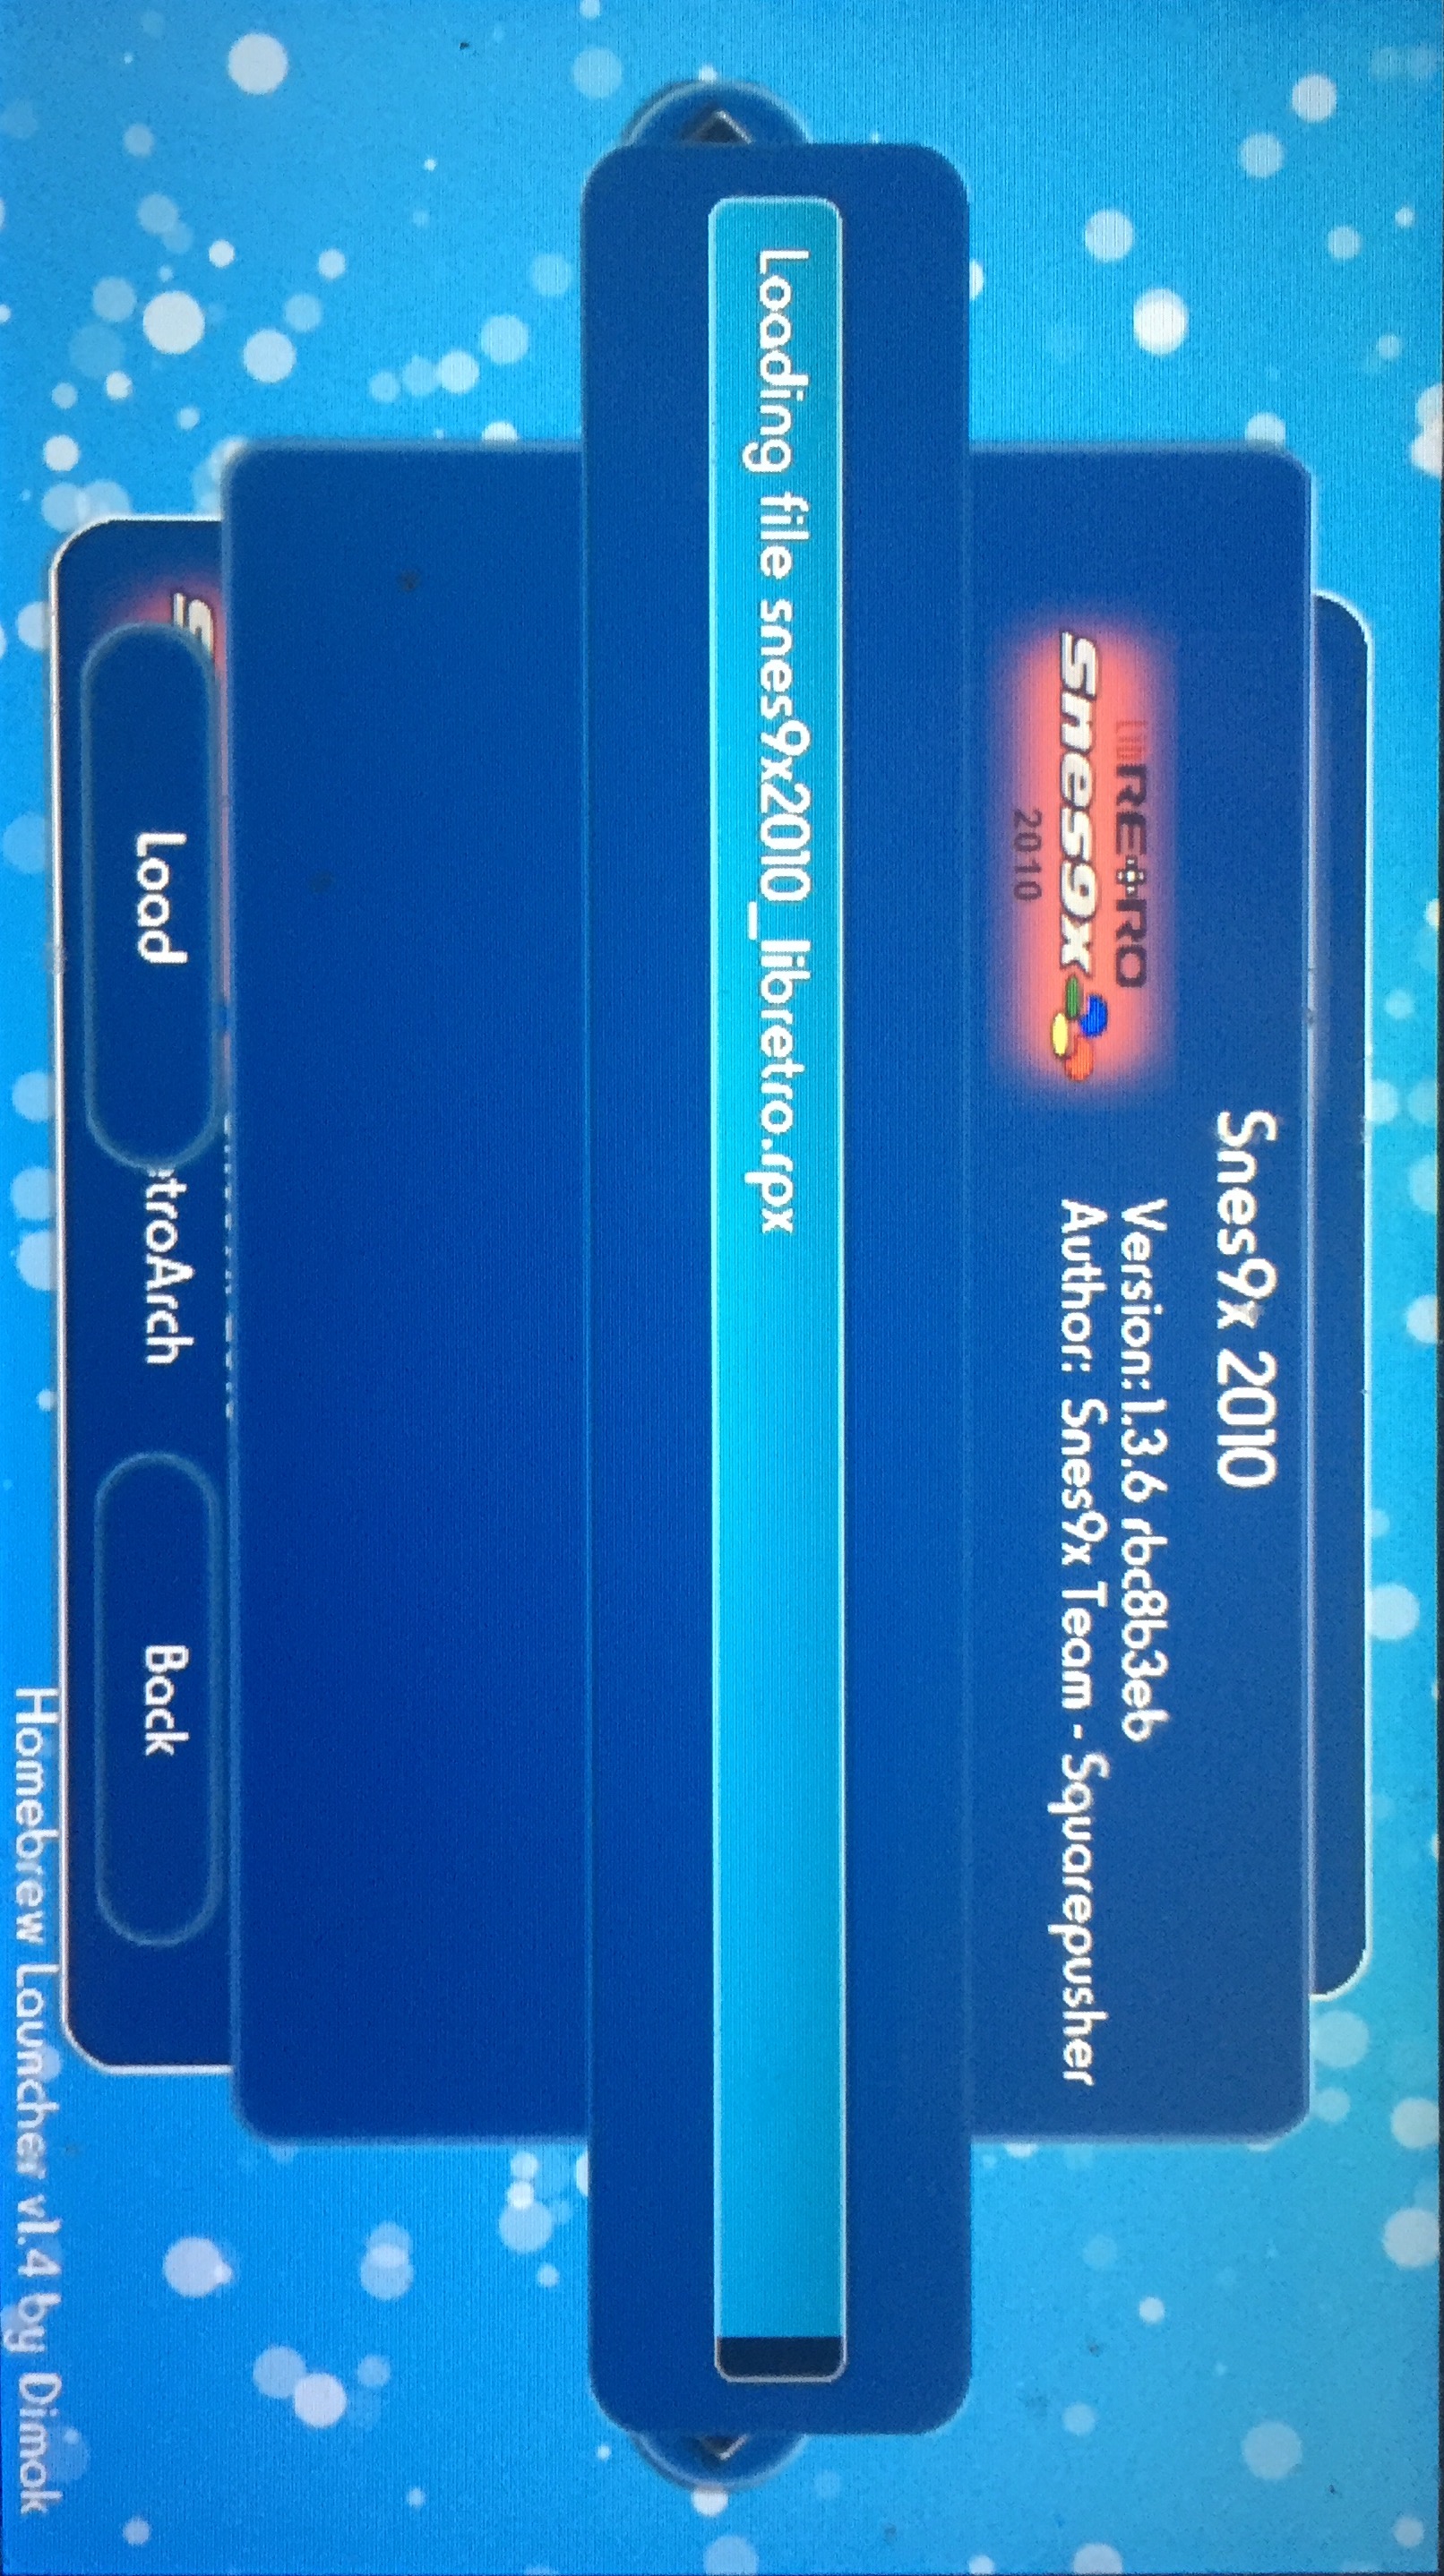 Snes9x 2010
LibRETRO
Snes9x
2010
Version: 1.3.6 rbc8b3eb
Author: Snes9x Team - Squarepusher
Loading file snes9x2010_libretro.rpx
Load
etroArch
Back
Homebrew Launcher v1.4 by Dimok